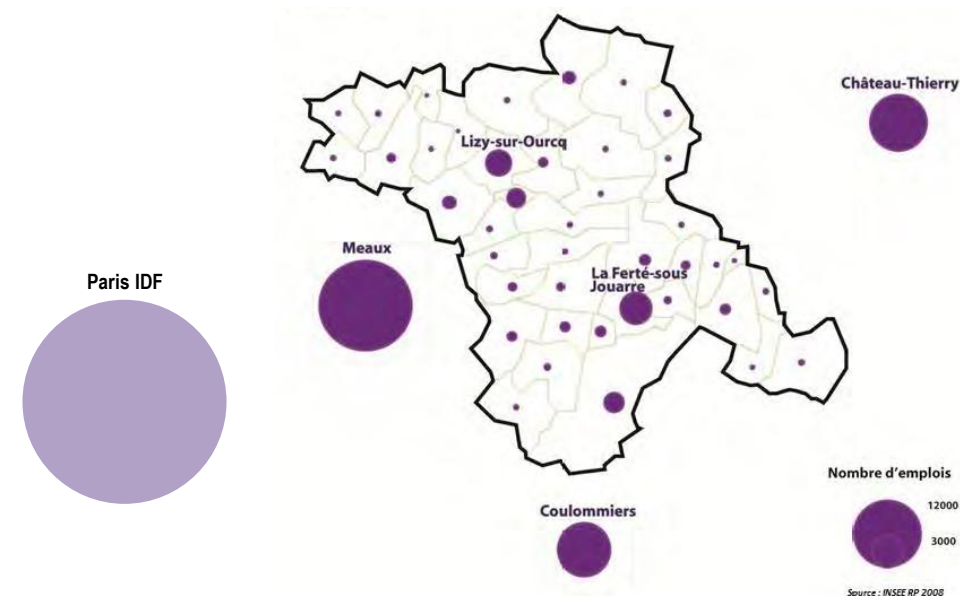 Château-Thierry
Lizy-sur-Ourcq
Meaux
Paris IDF
La Ferté-sous
Jouarre
Nombre d'emplois
12000
3000
Coulommiers
Source : INSEE RP 2008